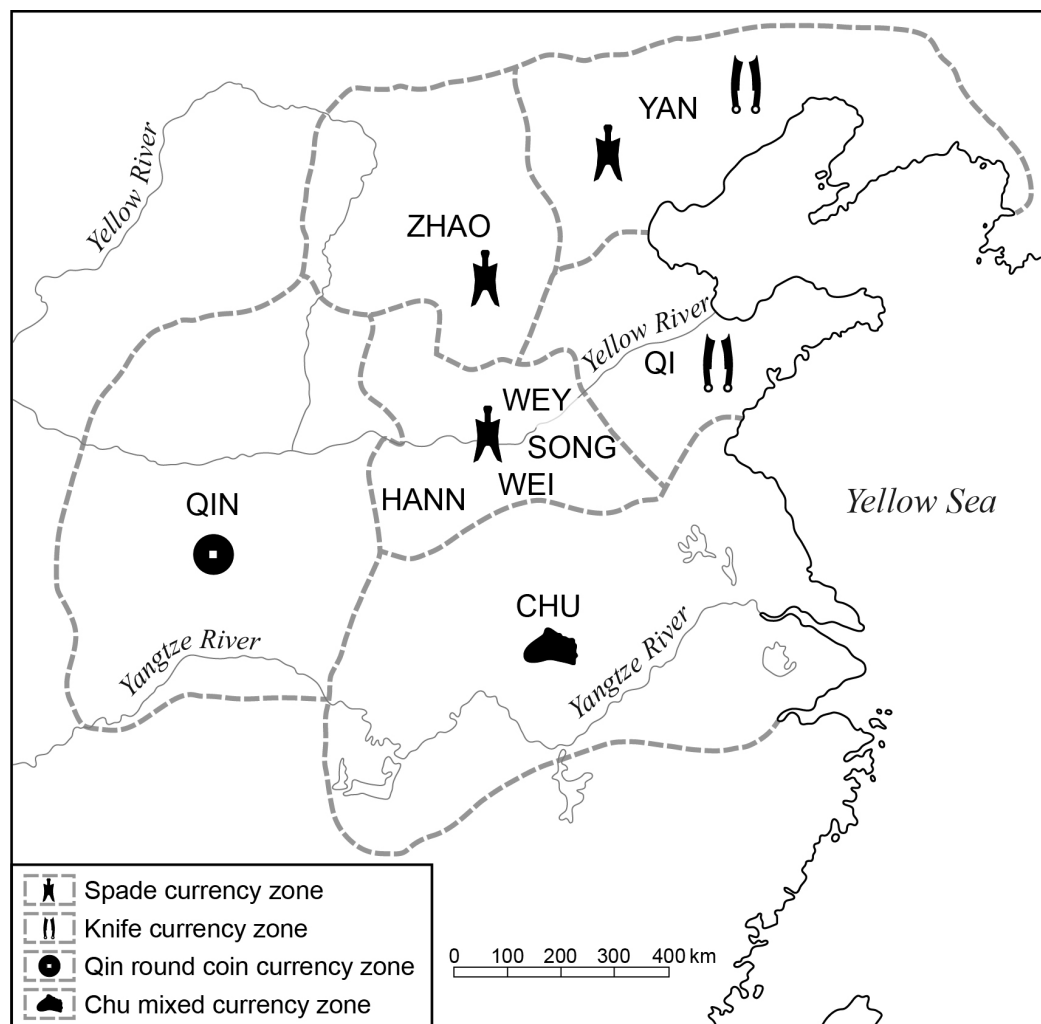 YAN
Yellow River
ZHAO
Yellow River
QI
WEY
SONG
WEI
HANN
QIN
Yellow Sea
CHU
Yangtze River
Yangtze River
Spade currency zone
Knife currency zone
Qin round coin currency zone
Chu mixed currency zone
0 100 200 300 400 km